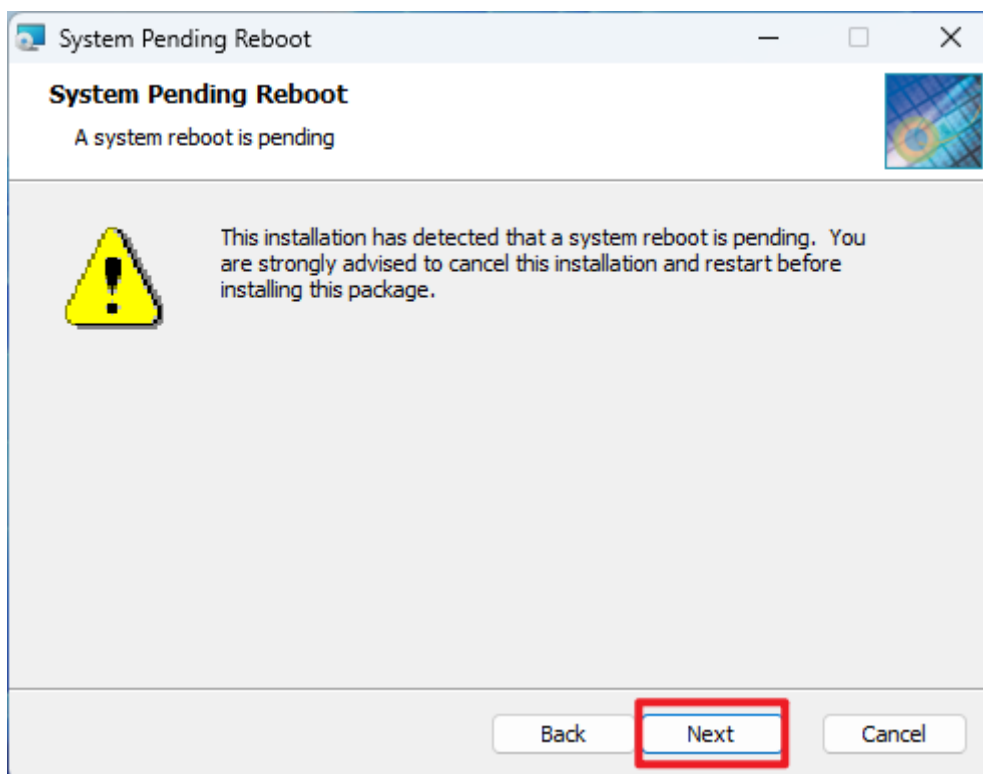 System Pending Reboot
System Pending Reboot
A system reboot is pending
This installation has detected that a system reboot is pending.  You
are strongly advised to cancel this installation and restart before
installing this package.
Back
Next
Cancel